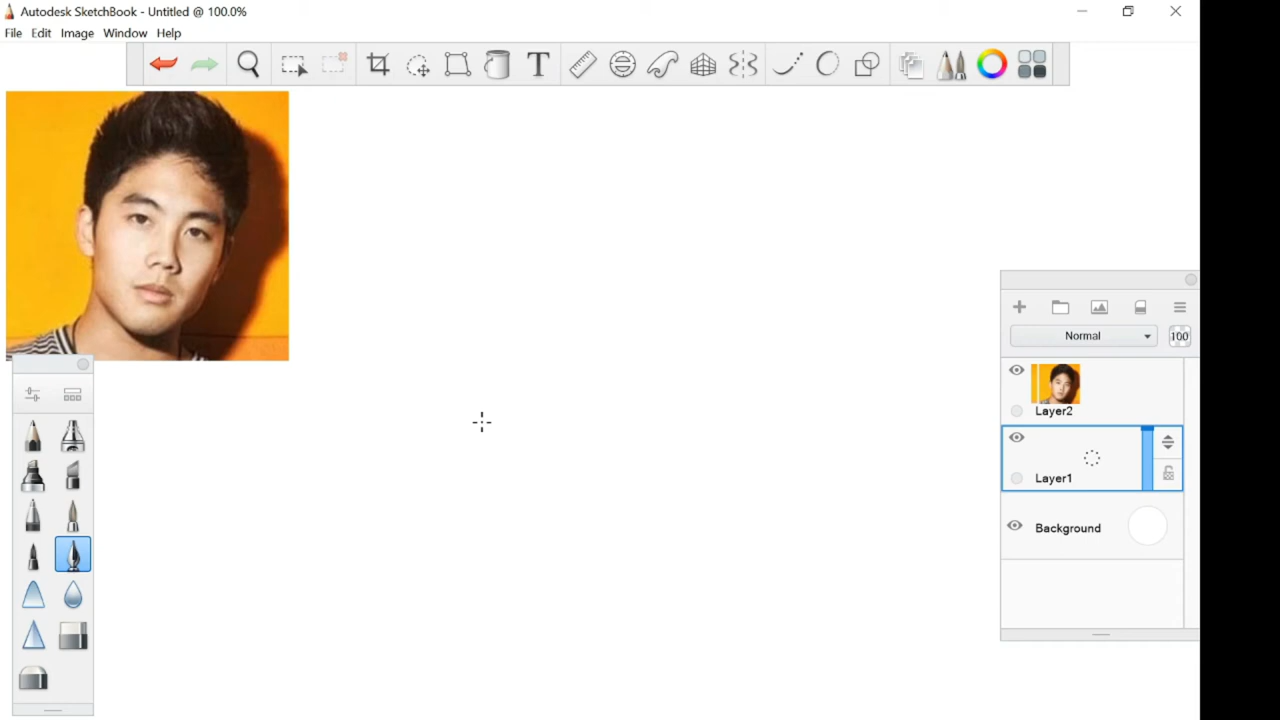 Autodesk SketchBook - Untitled @ 100.0%
File Edit Image Window Help
T
Normal 100
Layer2
Layer1
Background